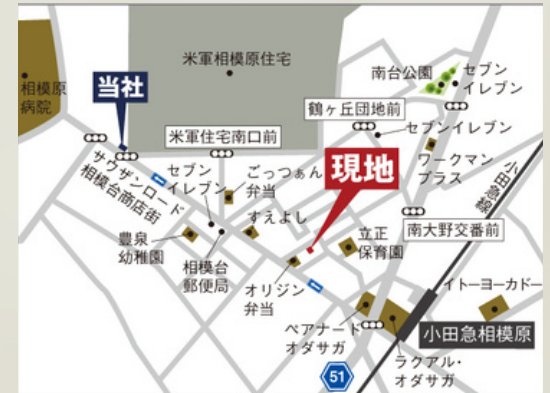 米軍相模原住宅
相模原
病院
当社
南台公園
セブン
イレブン
鶴ヶ丘団地前
セブンイレブン
米軍住宅南口前
ワークマン
プラス
小田急線
サウザンロード
相模台商店街
セブン
イレブン
ごっつぁん
弁当
現地
すえよし
豊泉
幼稚園
相模台
郵便局
立正
保育園
南大野交番前
オリジン
弁当
イトーヨーカドー
ペアナード
オダサガ
小田急相模原
ラクアル・
オダサガ
51